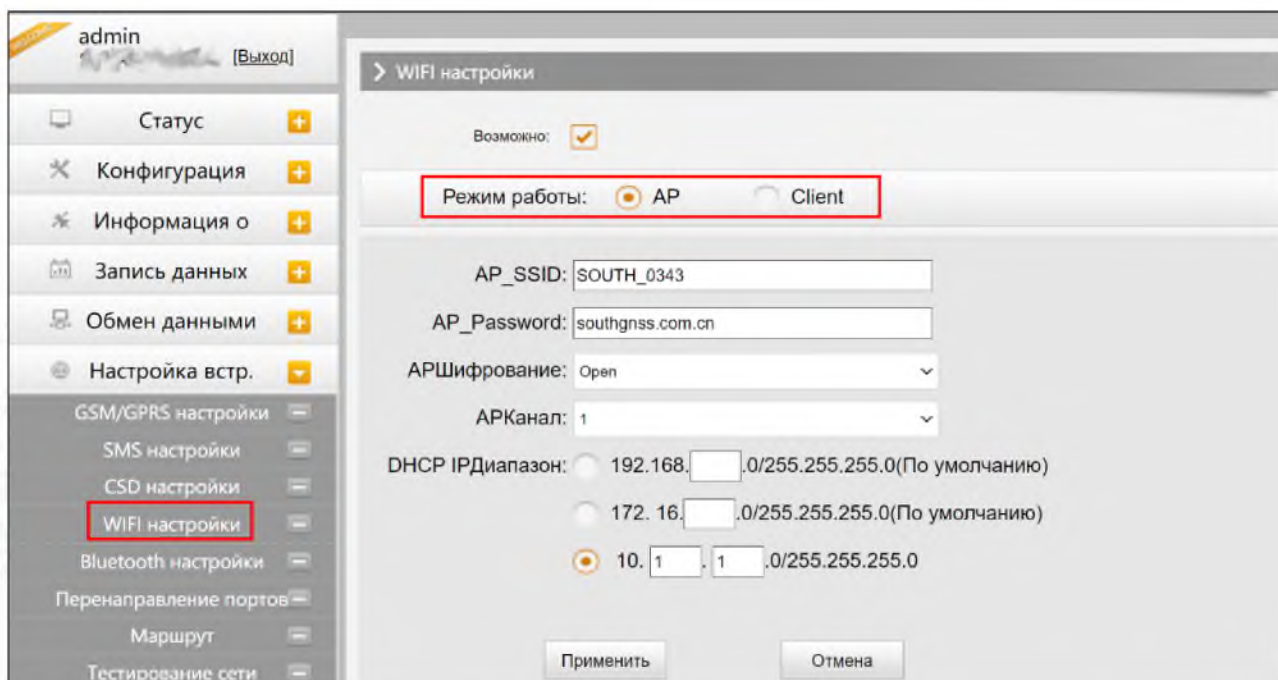 admin
[Выход]
Статус
Конфигурация
Информация о
Запись данных
Обмен данными
Настройка встр.
GSM/GPRS настройки
SMS настройки
CSD настройки
WIFI настройки
Bluetooth настройки
Перенаправление портов
Маршрут
Тестирование сети
WIFI настройки
Возможно:
Режим работы: AP Client
AP_SSID: SOUTH_0343
AP_Password: southgnss.com.cn
APШифрование: Open
APКанал: 1
DHCP IPДиапазон: 192.168. .0/255.255.255.0(По умолчанию)
172. 16. .0/255.255.255.0(По умолчанию)
10. 1 . 1 .0/255.255.255.0
Применить Отмена